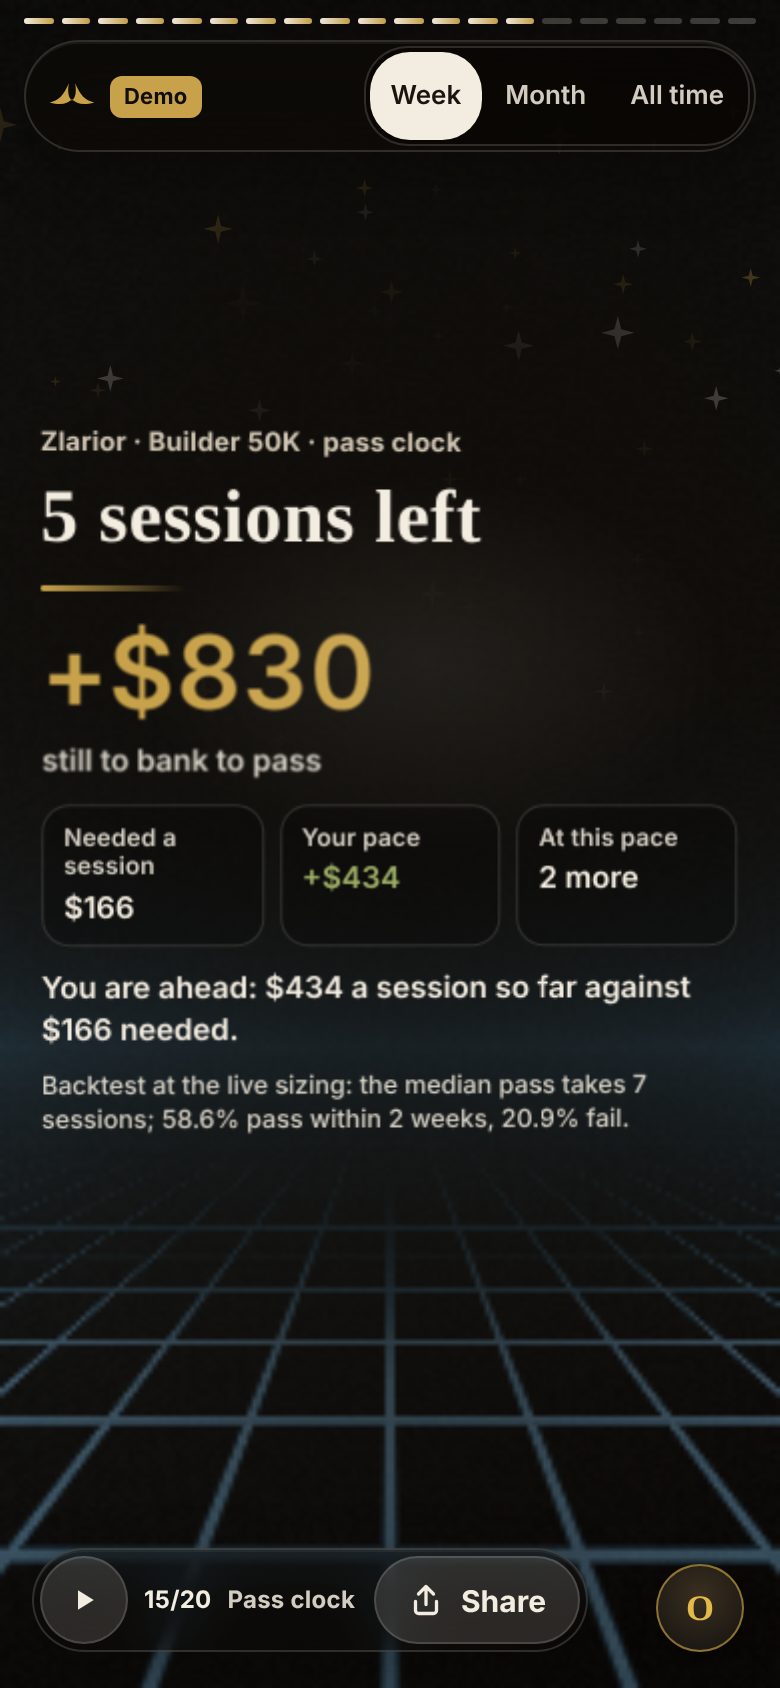 Demo
Week
Month
All time
Zlarior · Builder 50K · pass clock
5 sessions left
+$830
still to bank to pass
Needed a
session
$166
Your pace
+$434
At this pace
2 more
You are ahead: $434 a session so far against
$166 needed.
Backtest at the live sizing: the median pass takes 7
sessions; 58.6% pass within 2 weeks, 20.9% fail.
15/20 Pass clock
Share
O